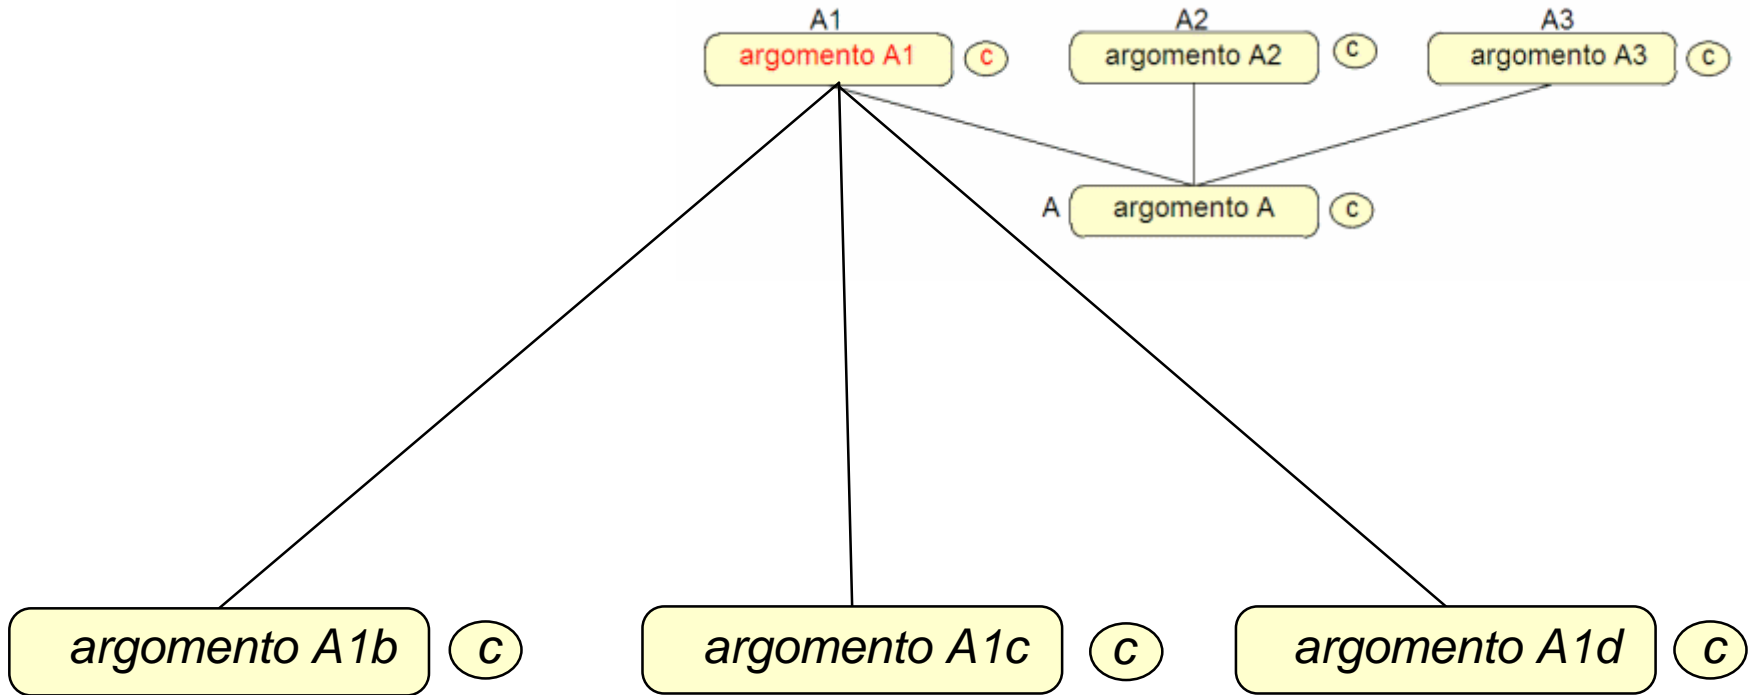 A1 A2 A3
argomento A1 c argomento A2 c argomento A3 c
A argomento A c
argomento A1b c argomento A1c c argomento A1d c